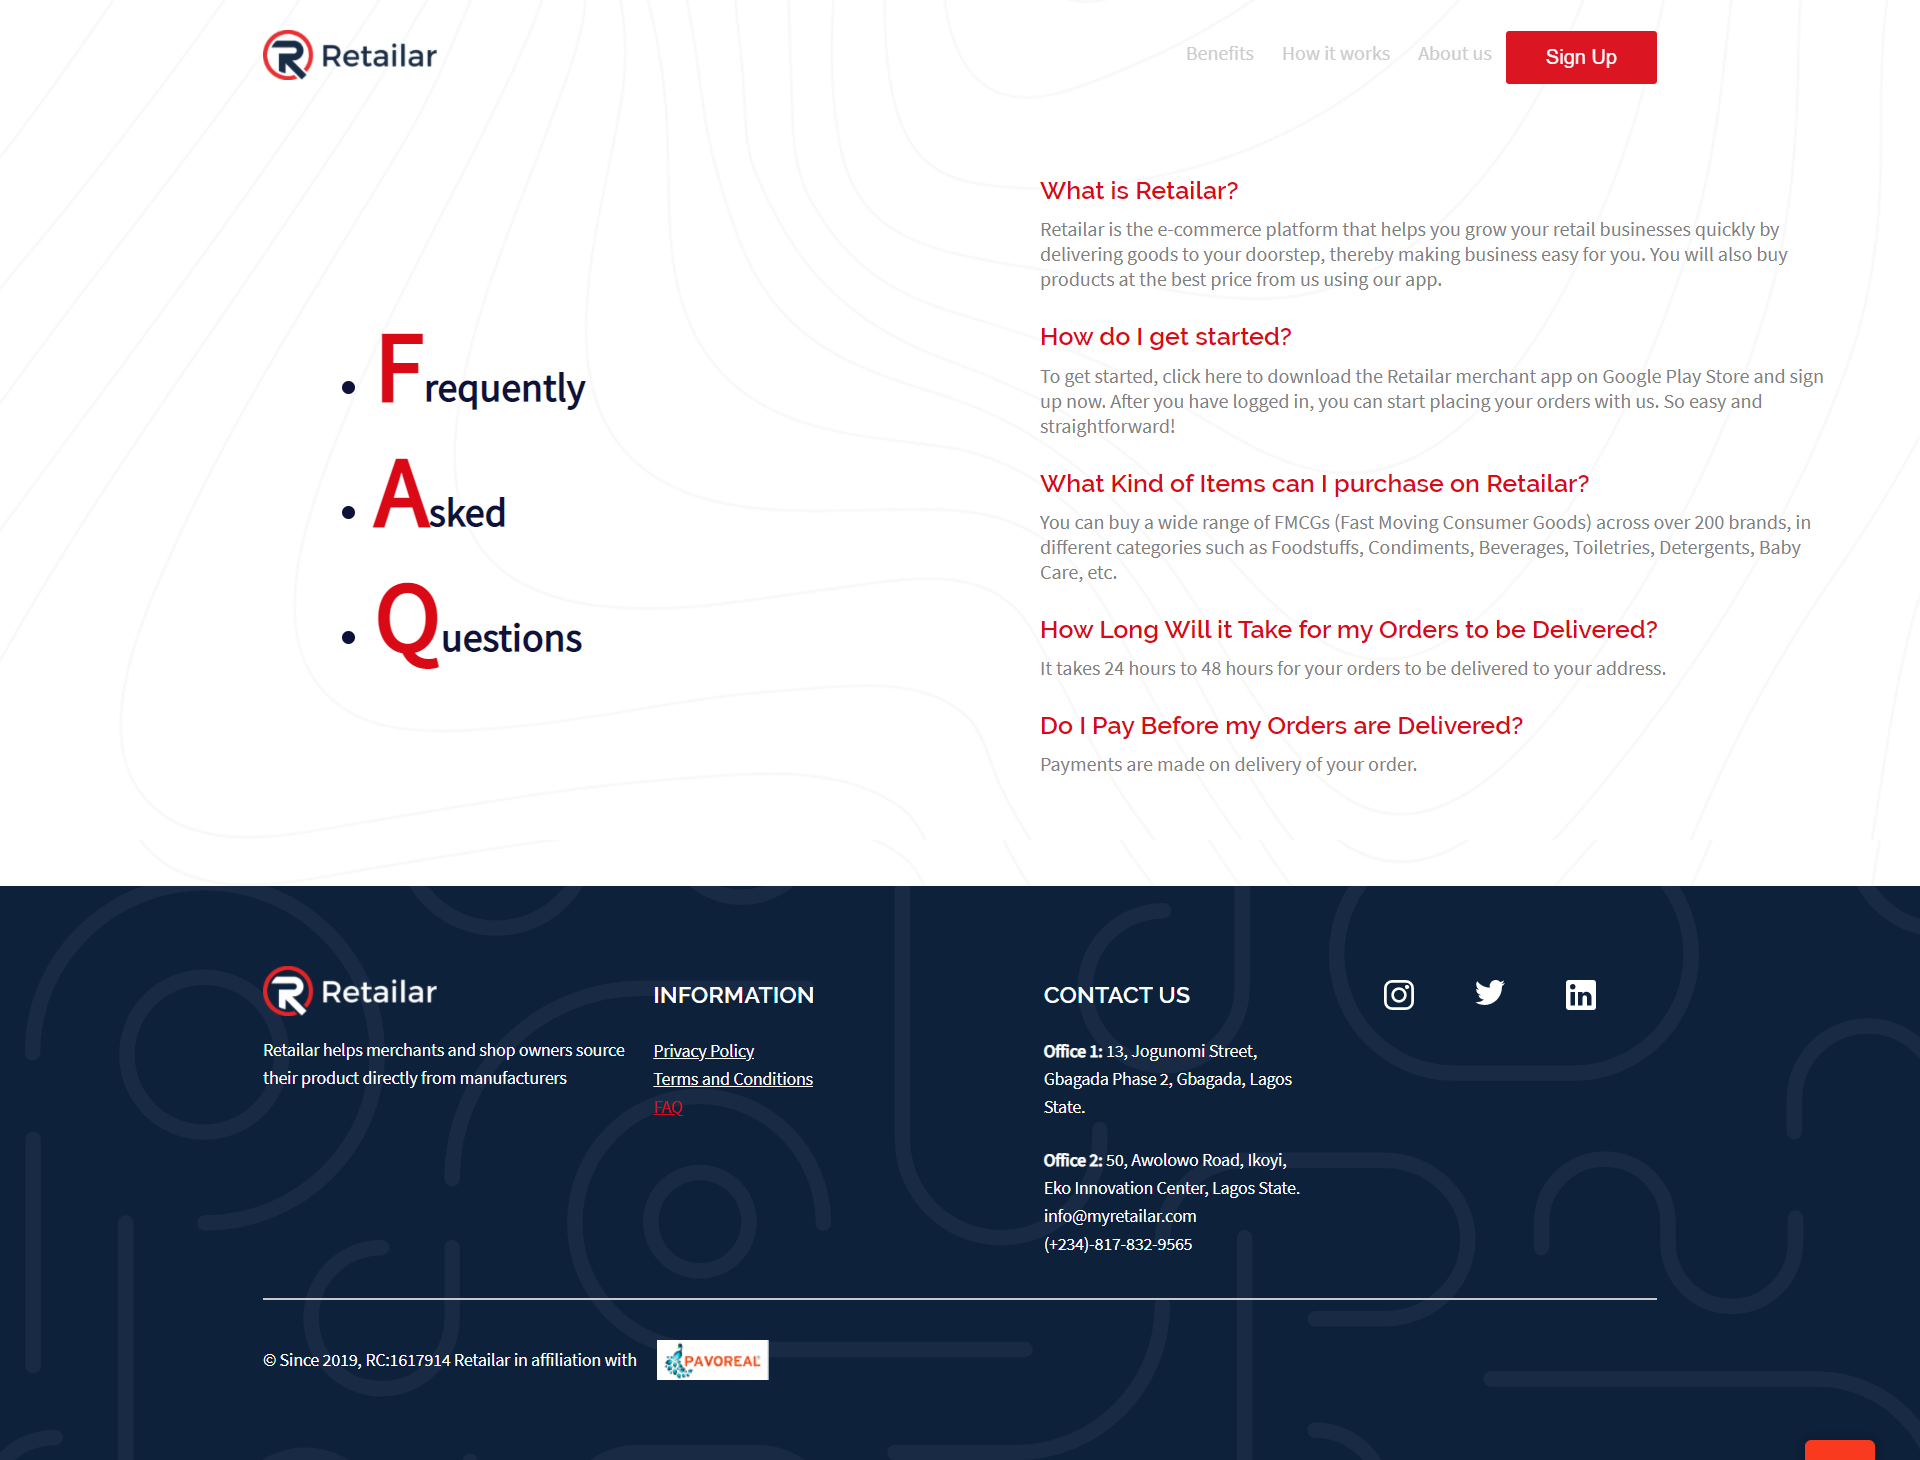 Retailar
Benefits
How it works
About us
Sign Up
Frequently
Asked
Questions
What is Retailar?
Retailar is the e-commerce platform that helps you grow your retail businesses quickly by
delivering goods to your doorstep, thereby making business easy for you. You will also buy
products at the best price from us using our app.
How do I get started?
To get started, click here to download the Retailar merchant app on Google Play Store and sign
up now. After you have logged in, you can start placing your orders with us. So easy and
straightforward!
What Kind of Items can I purchase on Retailar?
You can buy a wide range of FMCGs (Fast Moving Consumer Goods) across over 200 brands, in
different categories such as Foodstuffs, Condiments, Beverages, Toiletries, Detergents, Baby
Care, etc.
How Long Will it Take for my Orders to be Delivered?
It takes 24 hours to 48 hours for your orders to be delivered to your address.
Do I Pay Before my Orders are Delivered?
Payments are made on delivery of your order.
Retailar
Retailar helps merchants and shop owners source
their product directly from manufacturers
INFORMATION
Privacy Policy
Terms and Conditions
FAQ
CONTACT US
Office 1: 13, Jogunomi Street,
Gbagada Phase 2, Gbagada, Lagos
State.
Office 2: 50, Awolowo Road, Ikoyi,
Eko Innovation Center, Lagos State.
info@myretailar.com
(+234)-817-832-9565
© Since 2019, RC:1617914 Retailar in affiliation with
PAVOREAL